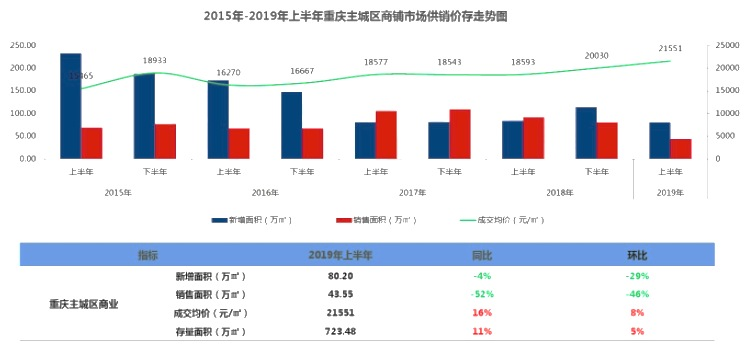 2015年-2019年上半年重庆主城区商铺市场供销价存走势图
250.00 200.00 150.00 100.00 50.00 0.00
25000 20000 15000 10000 5000 0
15465 18933 16270 16667 18577 18543 18593 20030 21551
上半年 下半年 上半年 下半年 上半年 下半年 上半年 下半年 上半年
2015年 2016年 2017年 2018年 2019年
新增面积（万㎡） 销售面积（万㎡） 成交均价（元/㎡）
指标 2019年上半年 同比 环比
重庆主城区商业
新增面积（万㎡） 80.20 -4% -29%
销售面积（万㎡） 43.55 -52% -46%
成交均价（元/㎡） 21551 16% 8%
存量面积（万㎡） 723.48 11% 5%